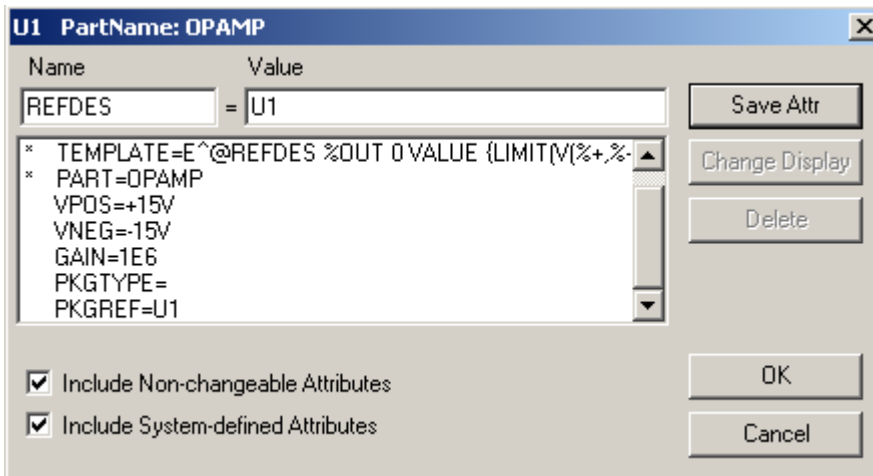 U1 PartName: OPAMP
Name Value
REFDES = U1
Save Attr
* TEMPLATE=E^@REFDES %OUT 0 VALUE {LIMIT(V(%+,%-
* PART=OPAMP
Change Display
VPOS=+15V
VNEG=-15V
Delete
GAIN=1E6
PKGTYPE=
PKGREF=U1
Include Non-changeable Attributes
OK
Include System-defined Attributes
Cancel